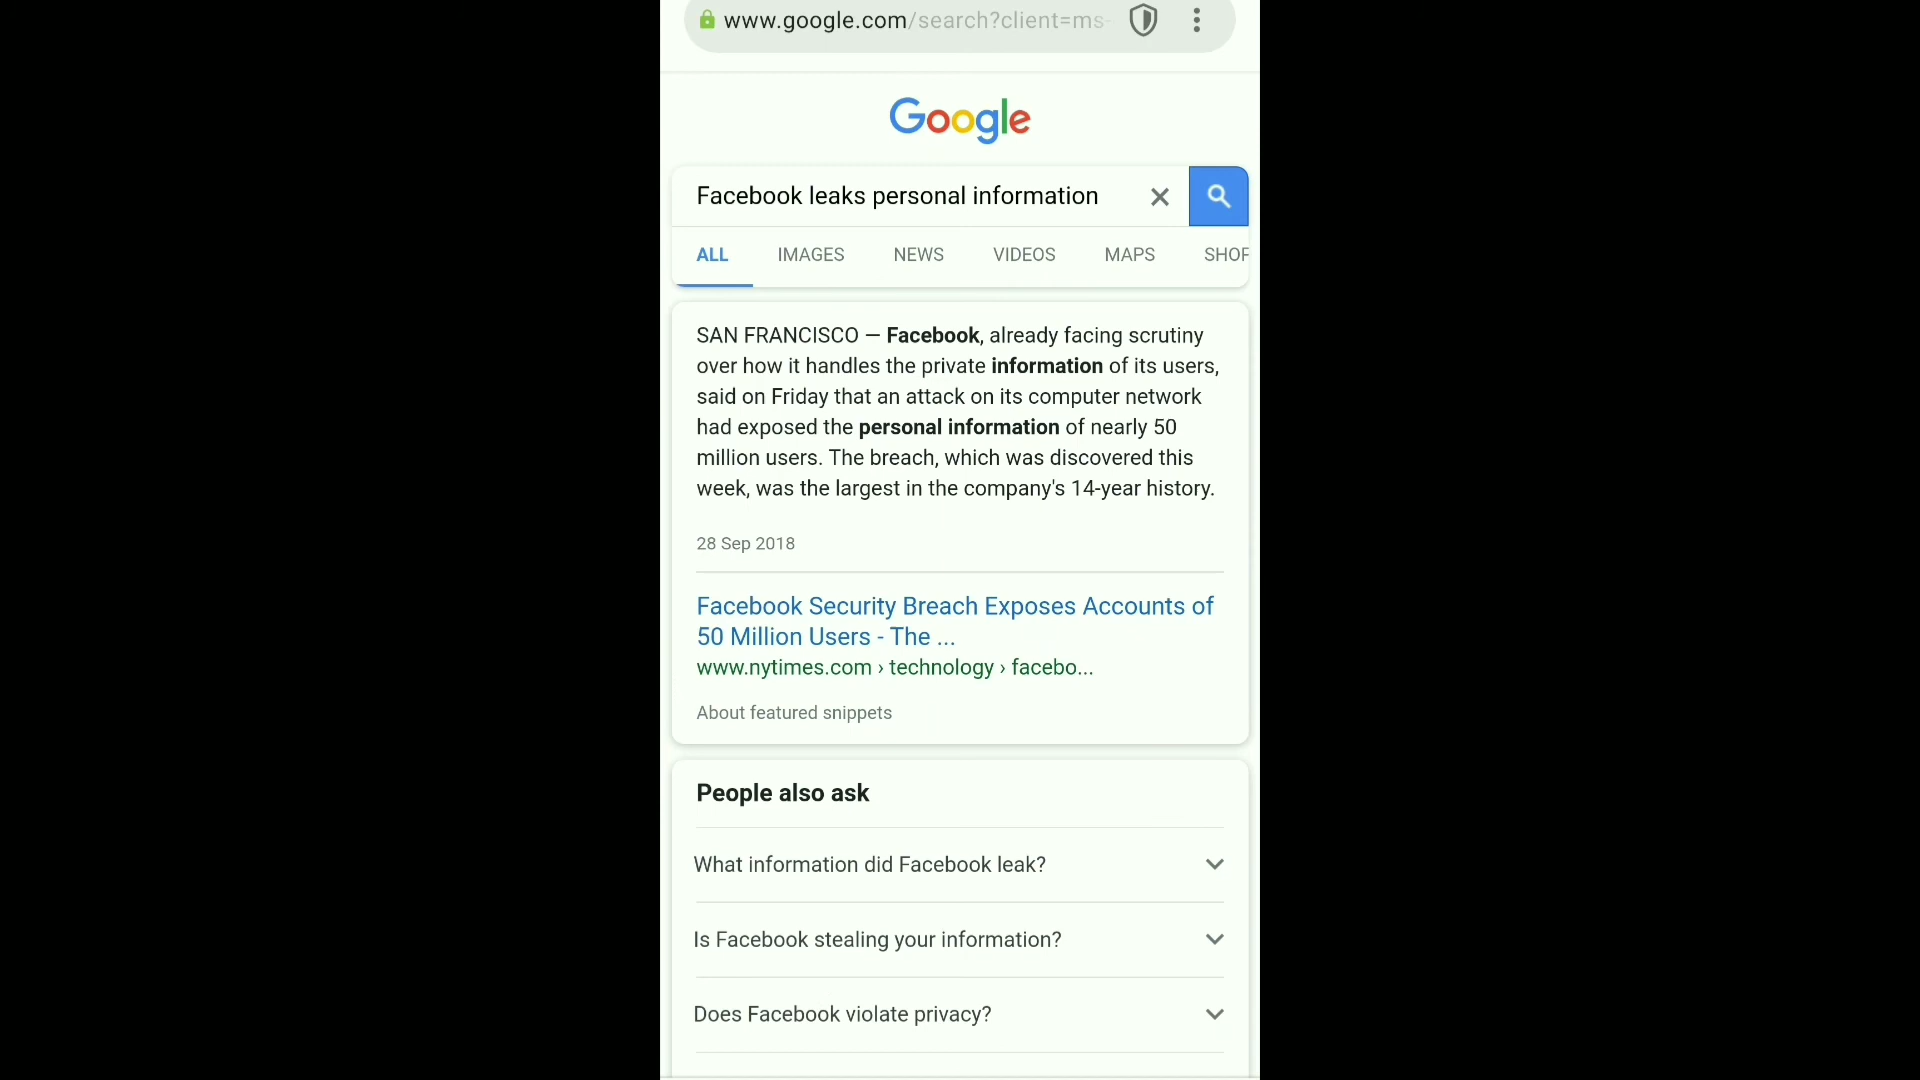 www.google.com/search?client=ms-
Google
Facebook leaks personal information
ALL IMAGES NEWS VIDEOS MAPS SHOP
SAN FRANCISCO — Facebook, already facing scrutiny
over how it handles the private information of its users,
said on Friday that an attack on its computer network
had exposed the personal information of nearly 50
million users. The breach, which was discovered this
week, was the largest in the company's 14-year history.
28 Sep 2018
Facebook Security Breach Exposes Accounts of
50 Million Users - The ...
www.nytimes.com › technology › facebo...
About featured snippets
People also ask
What information did Facebook leak?
Is Facebook stealing your information?
Does Facebook violate privacy?